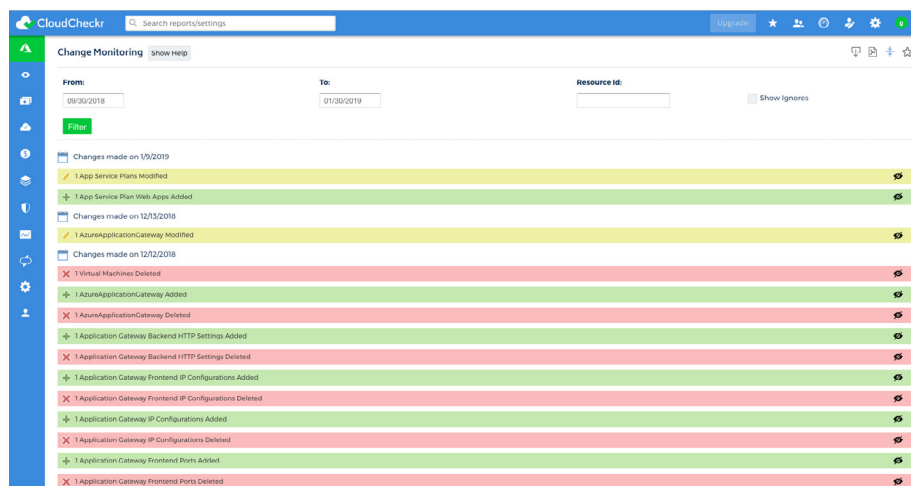 CloudCheckr
Search reports/settings
Upgrade
0
Change Monitoring Show Help
From: To: Resource Id:
09/30/2018 01/30/2019 Show Ignores
Filter
Changes made on 1/9/2019
1 App Service Plans Modified
1 App Service Plan Web Apps Added
Changes made on 12/13/2018
1 AzureApplicationGateway Modified
Changes made on 12/12/2018
1 Virtual Machines Deleted
1 AzureApplicationGateway Added
1 AzureApplicationGateway Deleted
1 Application Gateway Backend HTTP Settings Added
1 Application Gateway Backend HTTP Settings Deleted
1 Application Gateway Frontend IP Configurations Added
1 Application Gateway Frontend IP Configurations Deleted
1 Application Gateway IP Configurations Added
1 Application Gateway IP Configurations Deleted
1 Application Gateway Frontend Ports Added
1 Application Gateway Frontend Ports Deleted